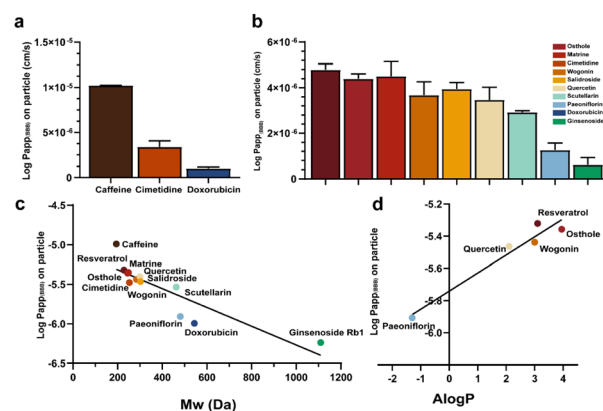 a
Log Papp(BBB) on particle (cm/s)
1.5×10-5
1×10-5
5×10-6
0
Caffeine Cimetidine Doxorubicin
b
Log Papp(BBB) on particle (cm/s)
6×10-6
4×10-6
2×10-6
0
Osthole
Matrine
Cimetidine
Wogonin
Salidroside
Quercetin
Scutellarin
Paeoniflorin
Doxorubicin
Ginsenoside
c
Log Papp(BBB) on particle
-4.5
-5.0
-5.5
-6.0
-6.5
Caffeine
Resveratrol
Matrine
Quercetin
Osthole
Salidroside
Cimetidine
Wogonin
Scutellarin
Paeoniflorin
Doxorubicin
Ginsenoside Rb1
0 200 400 600 800 1000 1200
Mw (Da)
d
Log Papp(BBB) on particle
-5.2
-5.4
-5.6
-5.8
-6.0
Resveratrol
Osthole
Quercetin
Wogonin
Paeoniflorin
-2 -1 0 1 2 3 4
AlogP